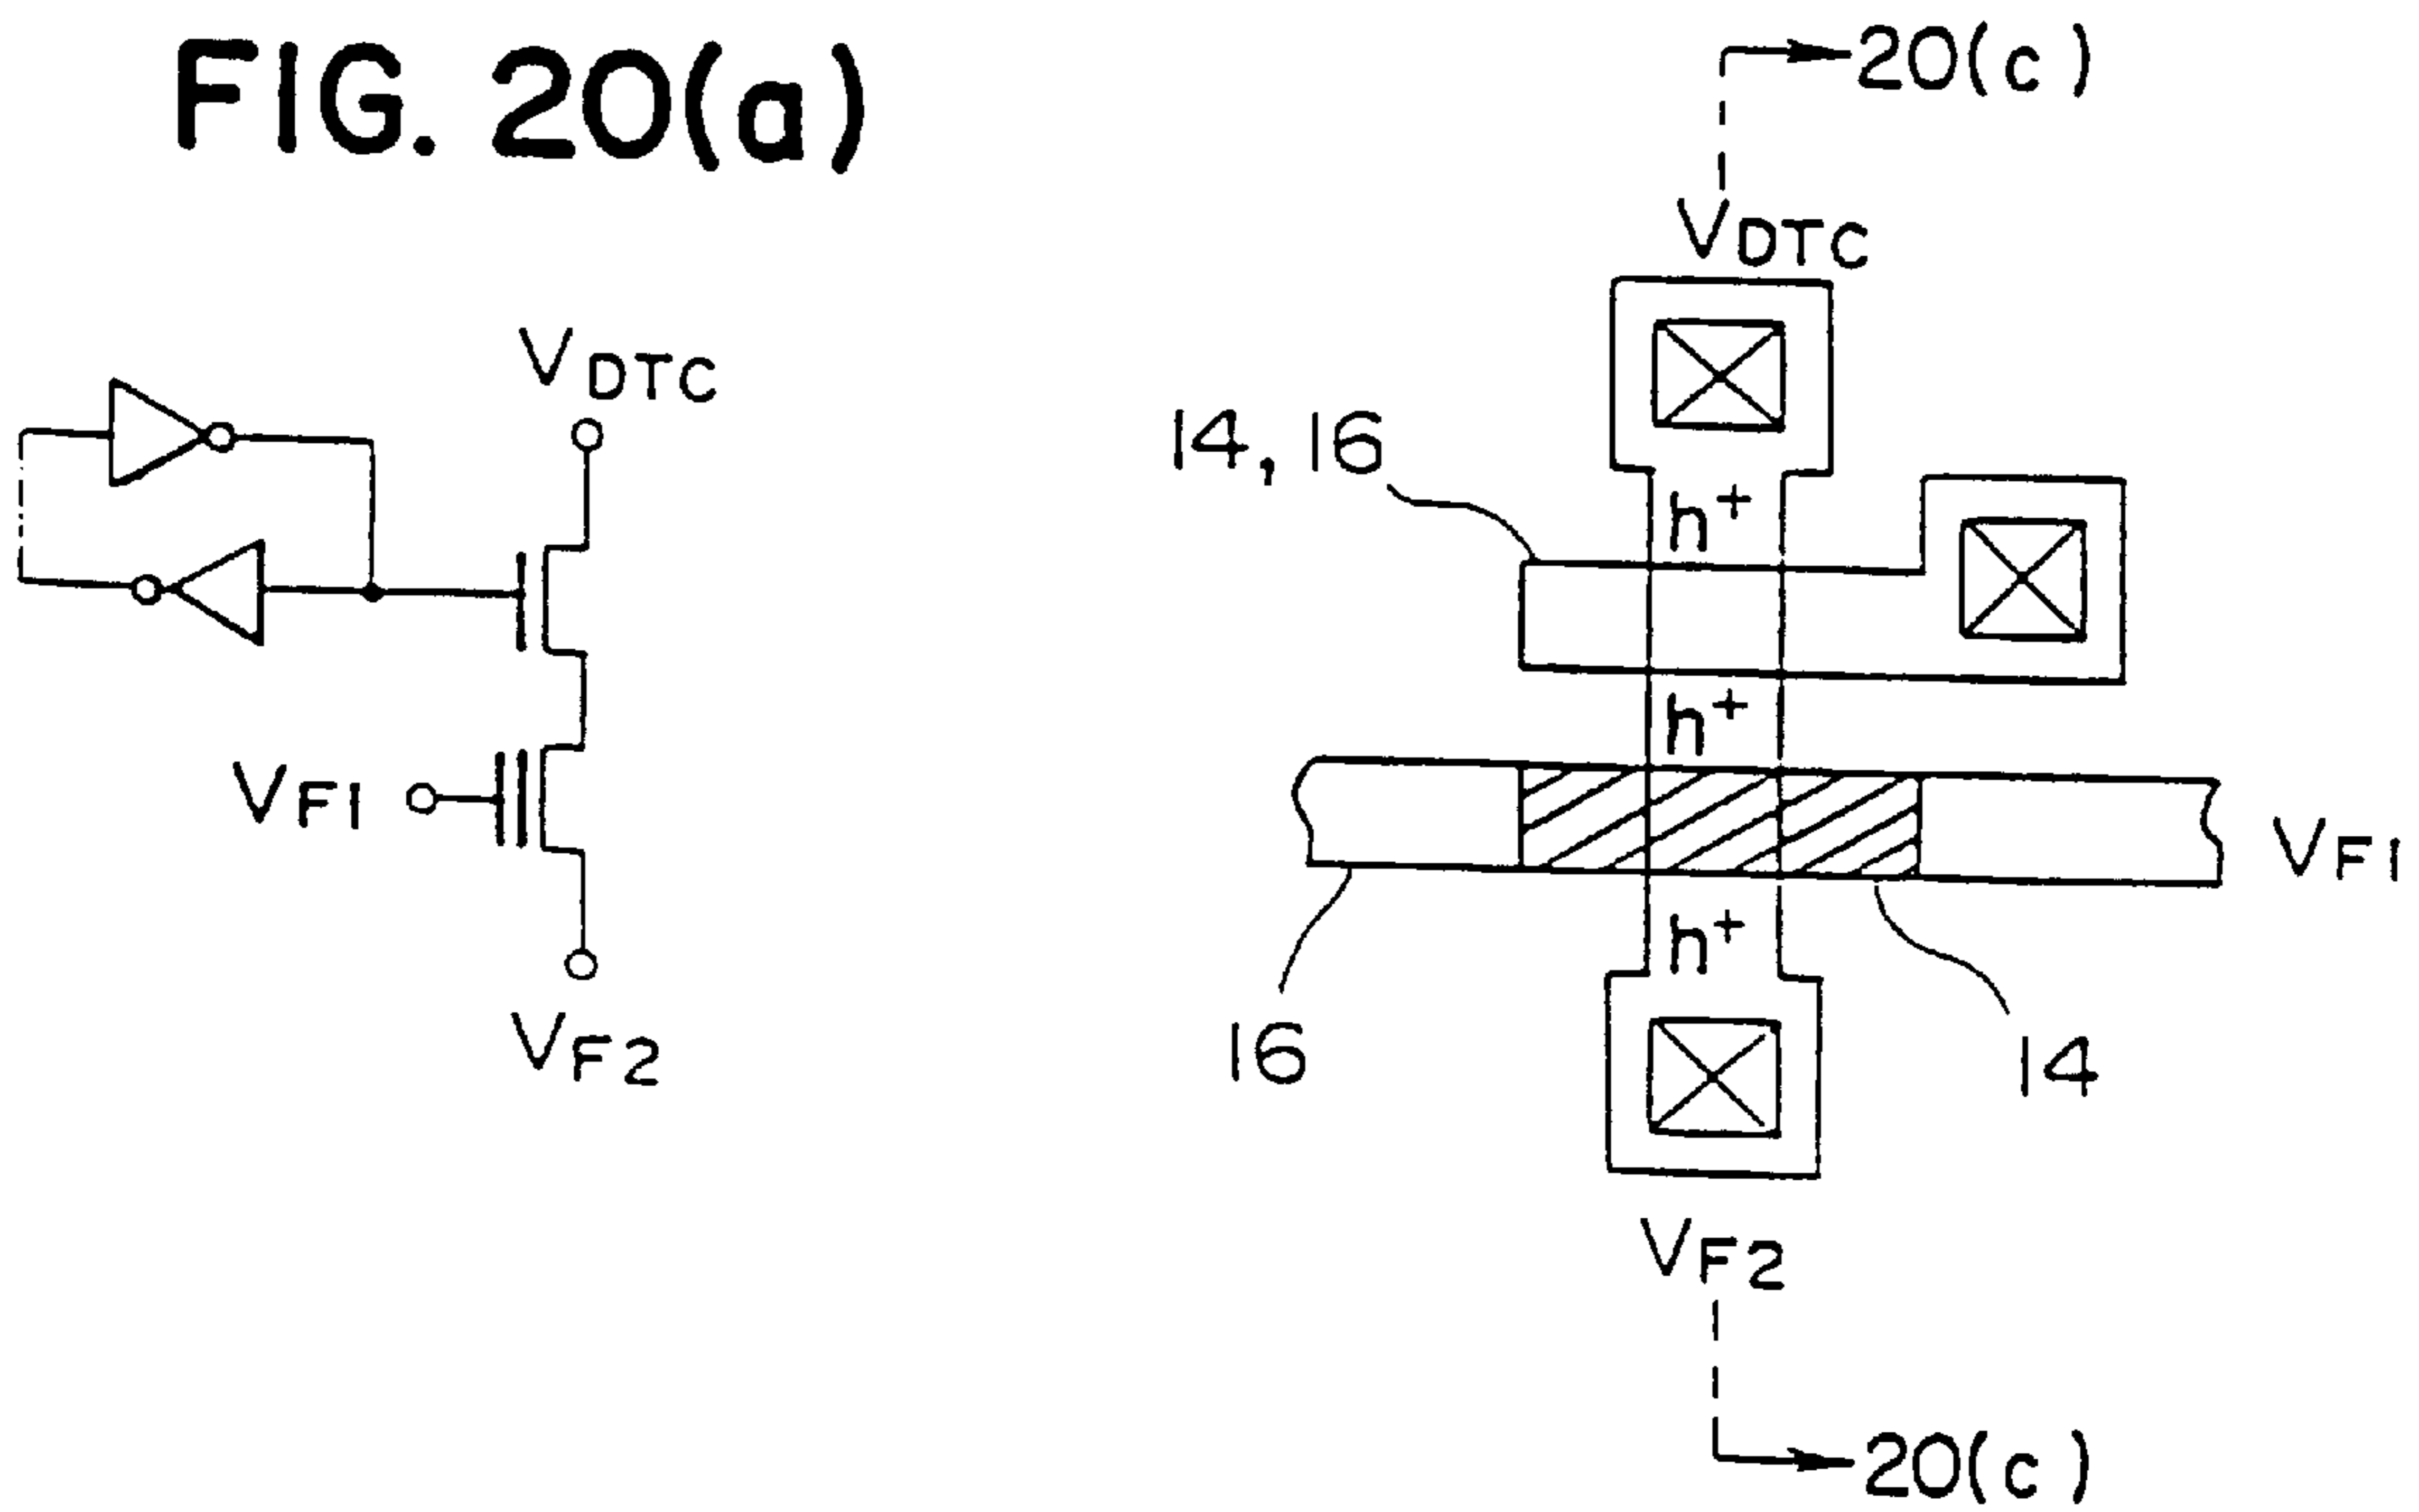 FIG. 20(a)
VDTC
VF1
VF2
20(c)
VDTC
14, 16
h+
h+
h+
VF1
16
14
VF2
20(c)